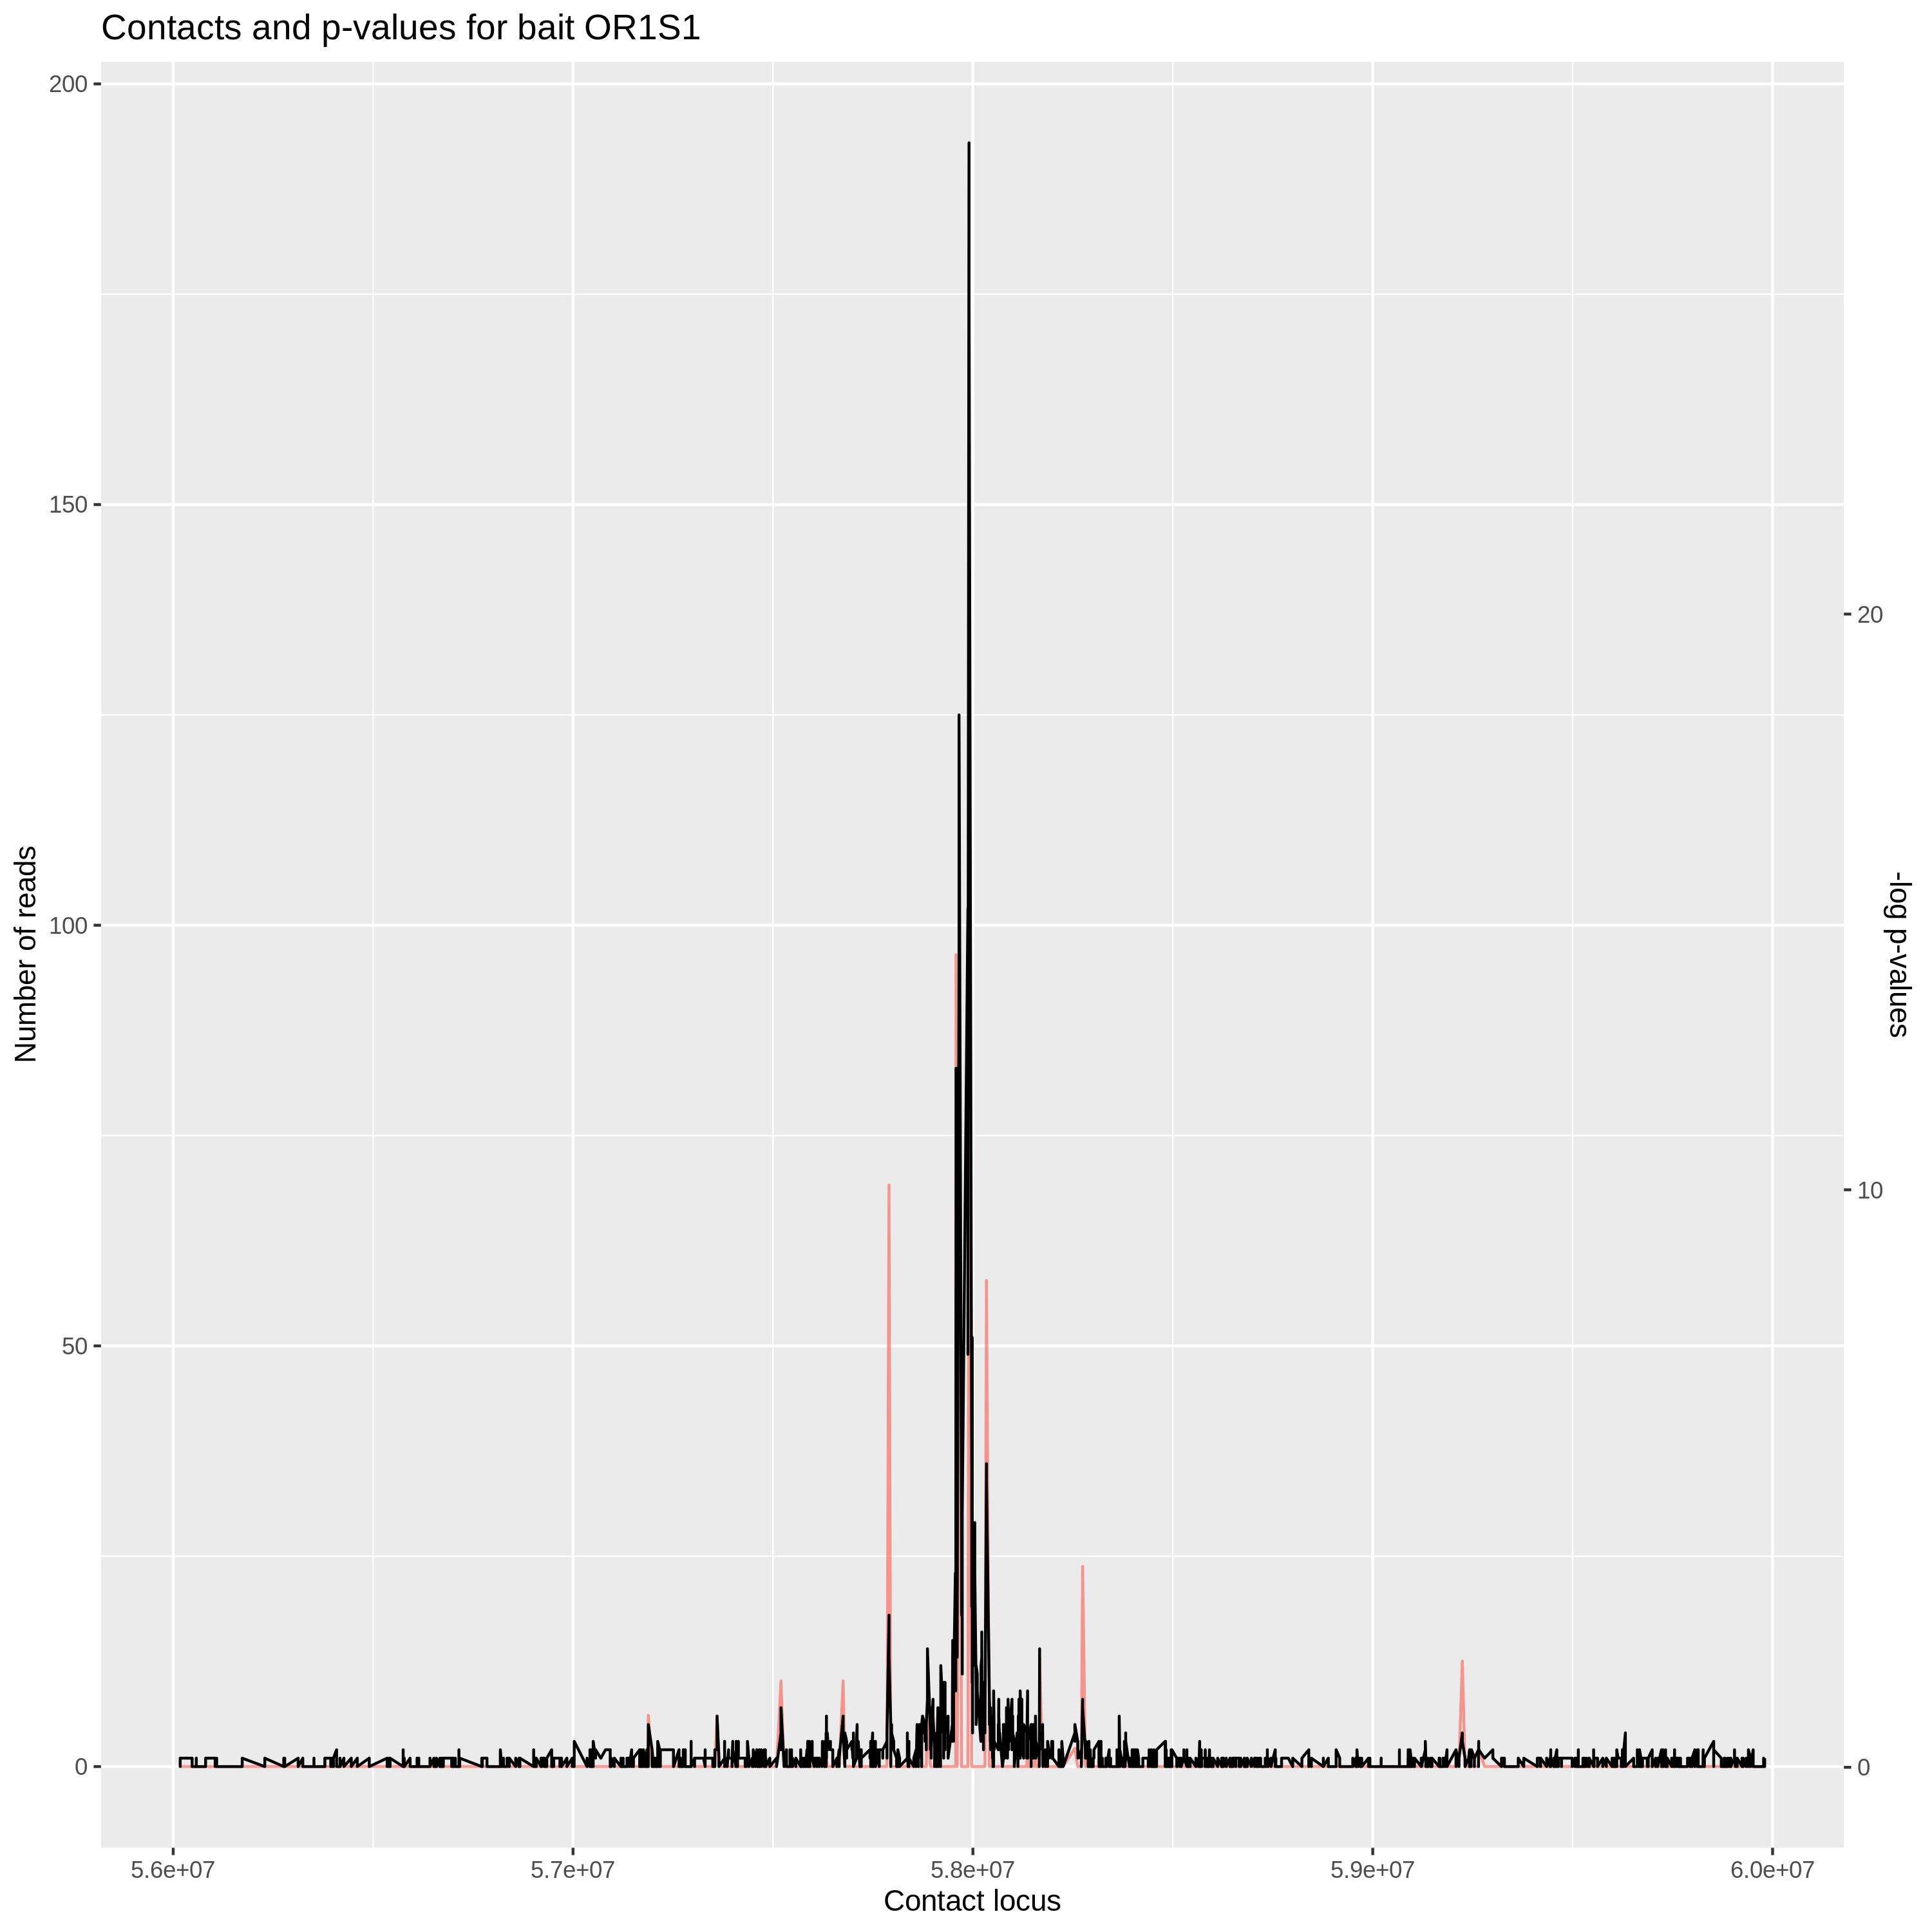 Contacts and p-values for bait OR1S1
200
150
100
50
0
Number of reads
20
10
0
-log p-values
5.6e+07
5.7e+07
5.8e+07
5.9e+07
6.0e+07
Contact locus